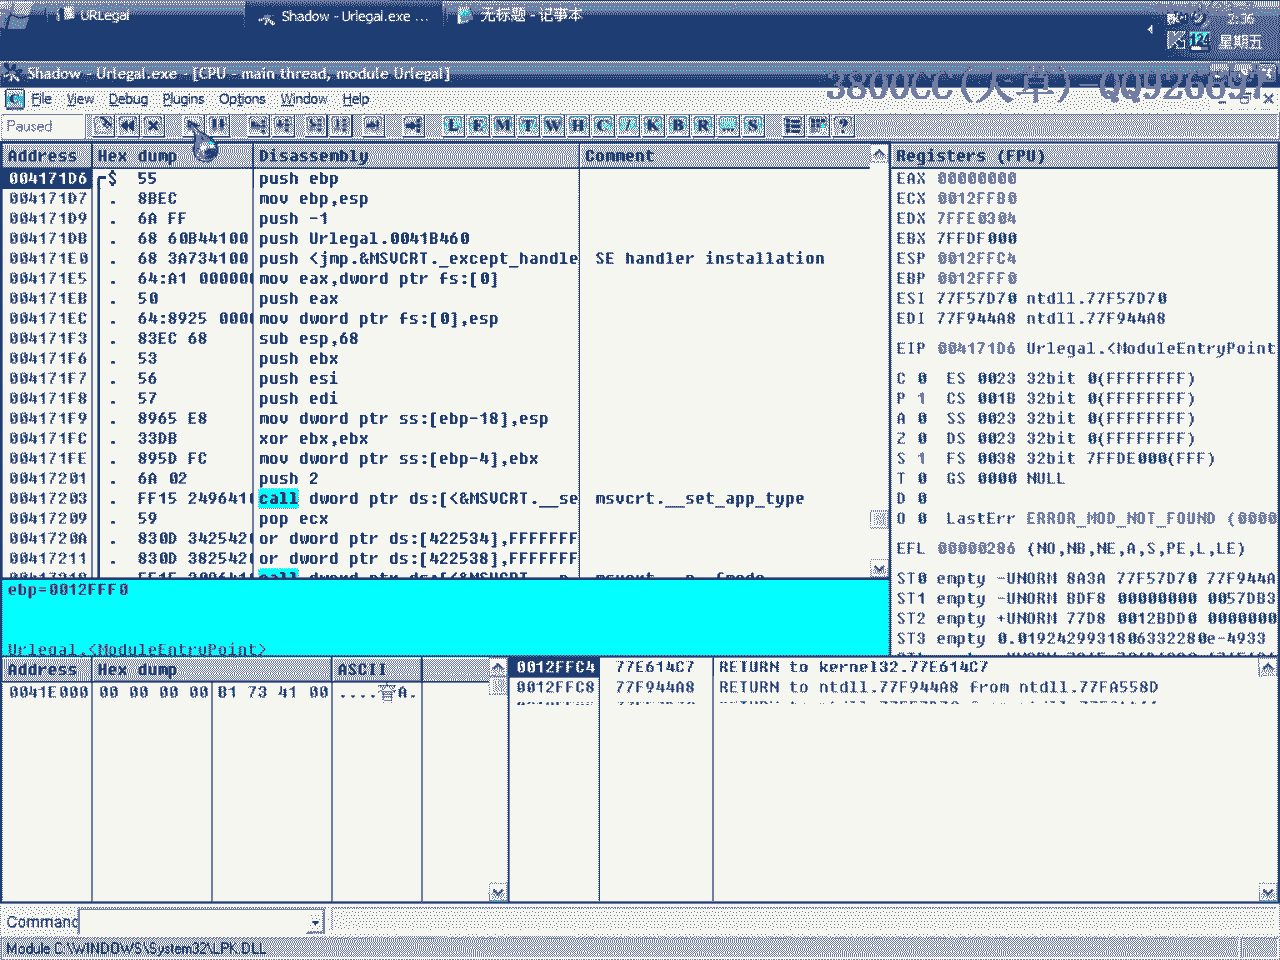 URLegal
Shadow - Urlegal.exe ...
无标题 - 记事本
2:36
星期五
Shadow - Urlegal.exe - [CPU - main thread, module Urlegal]
File View Debug Plugins Options Window Help
Paused
L E M T W H C / K B R ... S
Address Hex dump Disassembly Comment
004171D6 $ 55 push ebp
004171D7 . 8BEC mov ebp,esp
004171D9 . 6A FF push -1
004171DB . 68 60B44100 push Urlegal.0041B460
004171E0 . 68 3A734100 push <jmp.&MSVCRT._except_handle SE handler installation
004171E5 . 64:A1 000000 mov eax,dword ptr fs:[0]
004171EB . 50 push eax
004171EC . 64:8925 0000 mov dword ptr fs:[0],esp
004171F3 . 83EC 68 sub esp,68
004171F6 . 53 push ebx
004171F7 . 56 push esi
004171F8 . 57 push edi
004171F9 . 8965 E8 mov dword ptr ss:[ebp-18],esp
004171FC . 33DB xor ebx,ebx
004171FE . 895D FC mov dword ptr ss:[ebp-4],ebx
00417201 . 6A 02 push 2
00417203 . FF15 24964100 call dword ptr ds:[<&MSVCRT.__se msvcrt.__set_app_type
00417209 . 59 pop ecx
0041720A . 830D 3425420 or dword ptr ds:[422534],FFFFFFF
00417211 . 830D 3825420 or dword ptr ds:[422538],FFFFFFF
Registers (FPU)
EAX 00000000
ECX 0012FFB0
EDX 7FFE0304
EBX 7FFDF000
ESP 0012FFC4
EBP 0012FFF0
ESI 77F57D70 ntdll.77F57D70
EDI 77F944A8 ntdll.77F944A8
EIP 004171D6 Urlegal.<ModuleEntryPoint
C 0 ES 0023 32bit 0(FFFFFFFF)
P 1 CS 001B 32bit 0(FFFFFFFF)
A 0 SS 0023 32bit 0(FFFFFFFF)
Z 0 DS 0023 32bit 0(FFFFFFFF)
S 1 FS 0038 32bit 7FFDE000(FFF)
T 0 GS 0000 NULL
D 0
O 0 LastErr ERROR_MOD_NOT_FOUND (0000
EFL 00000286 (NO,NB,NE,A,S,PE,L,LE)
ST0 empty -UNORM 8A3A 77F57D70 77F944A
ST1 empty -UNORM BDF8 00000000 0057DB3
ST2 empty +UNORM 77D8 0012BDD0 0000000
ST3 empty 0.0192429931806332280e-4933
ebp=0012FFF0
Urlegal.<ModuleEntryPoint>
Address Hex dump ASCII
0041E000 00 00 00 00 B1 73 41 00
0012FFC4 77E614C7 RETURN to kernel32.77E614C7
0012FFC8 77F944A8 RETURN to ntdll.77F944A8 from ntdll.77FA558D
Command
Module C:\WINDOWS\System32\LPK.DLL